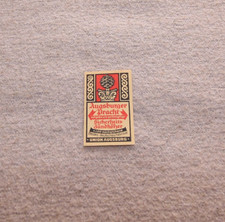 Augsburger
Pracht
Sicherheits
Zündhölzer
UNION AUGSBURG